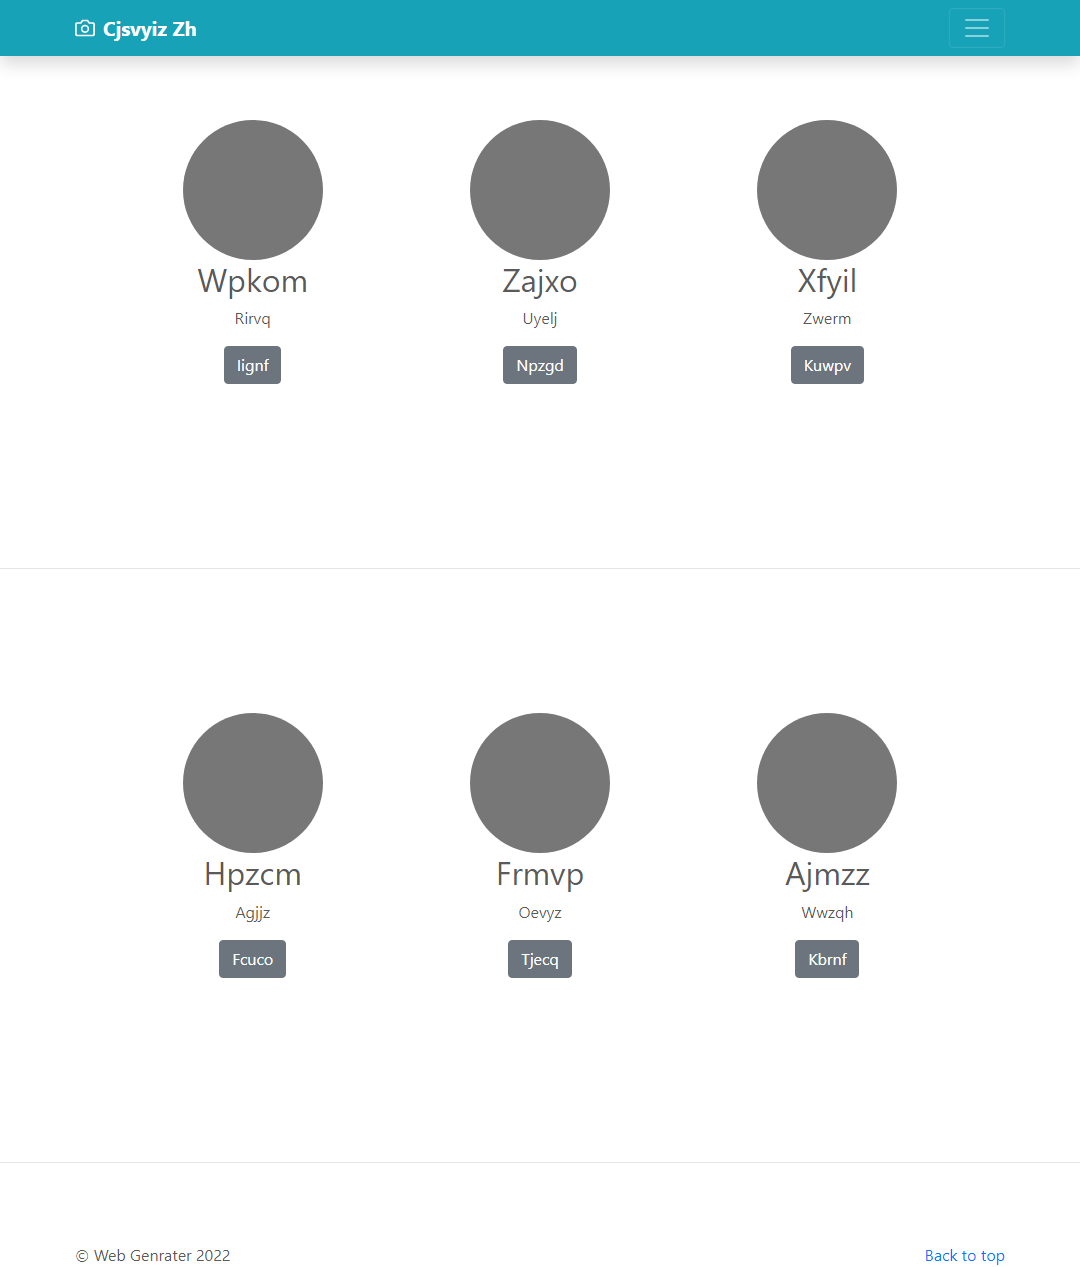 Cjsvyiz Zh
Wpkom
Rirvq
Iignf
Zajxo
Uyelj
Npzgd
Xfyil
Zwerm
Kuwpv
Hpzcm
Agjjz
Fcuco
Frmvp
Oevyz
Tjecq
Ajmzz
Wwzqh
Kbrnf
© Web Genrater 2022
Back to top